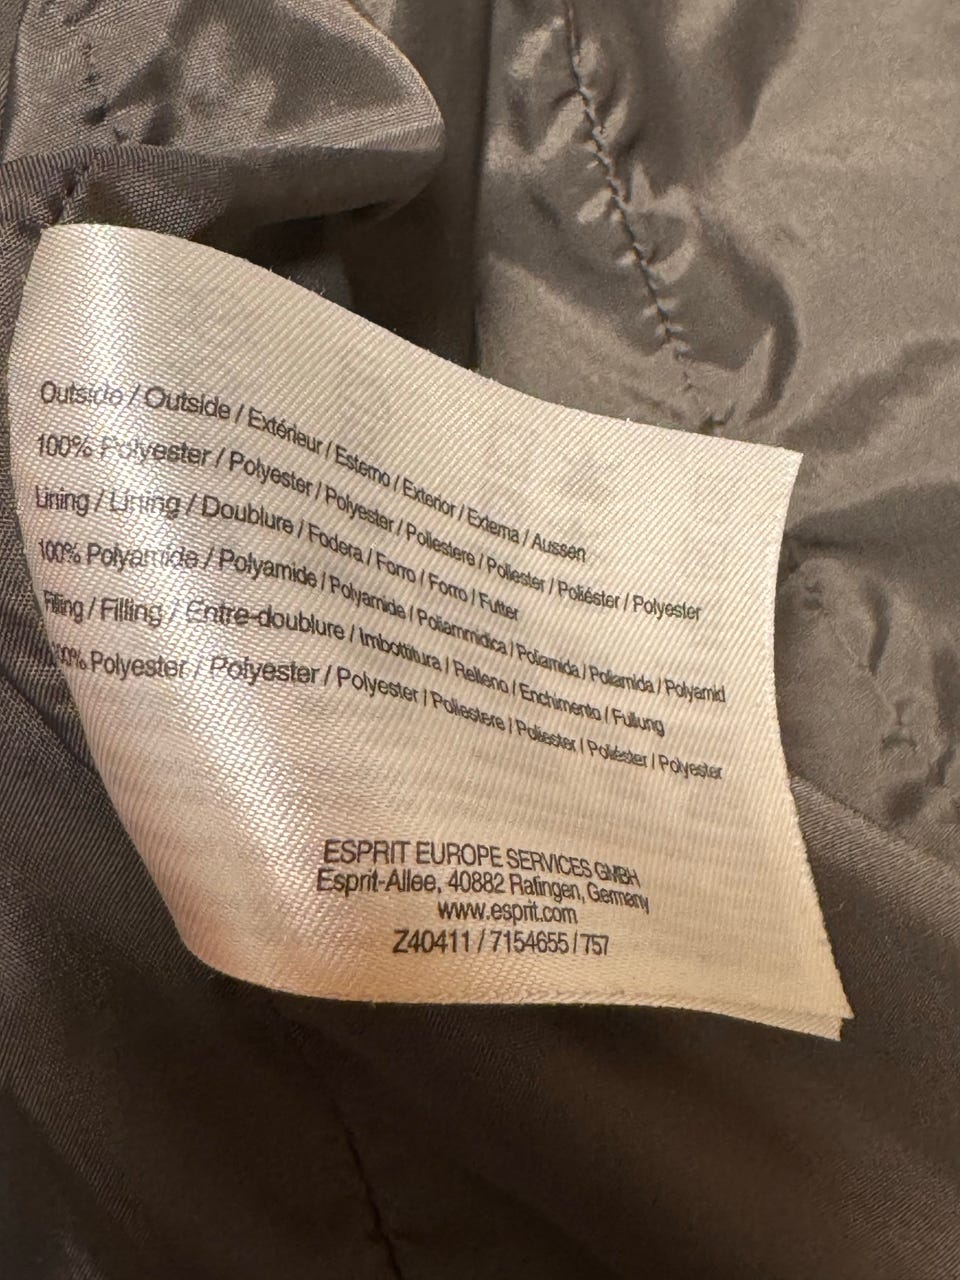 Outside / Outside / Extérieur / Esterno / Exterior / Externa / Aussen
100% Polyester / Polyester / Polyester / Poliestere / Poliester / Poliéster / Polyester
Lining / Lining / Doublure / Fodera / Forro / Forro / Futter
100% Polyamide / Polyamide / Polyamide / Poliammidica / Poliamida / Poliamida / Polyamid
Filling / Filling / Entre-doublure / Imbottitura / Relleno / Enchimento / Fullung
100% Polyester / Polyester / Polyester / Poliestere / Poliester / Poliéster / Polyester
ESPRIT EUROPE SERVICES GMBH
Esprit-Allee, 40882 Ratingen, Germany
www.esprit.com
Z40411 / 7154655 / 757